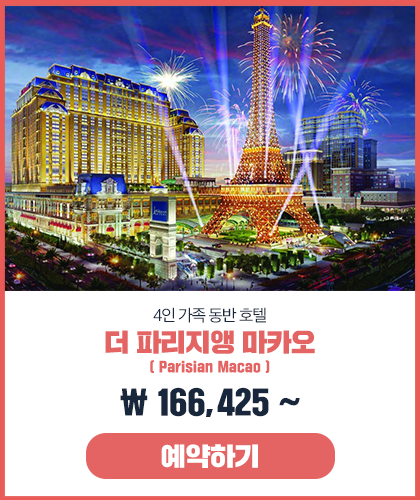 4인 가족 동반 호텔
더 파리지앵 마카오
( Parisian Macao )
₩ 166,425 ~
예약하기